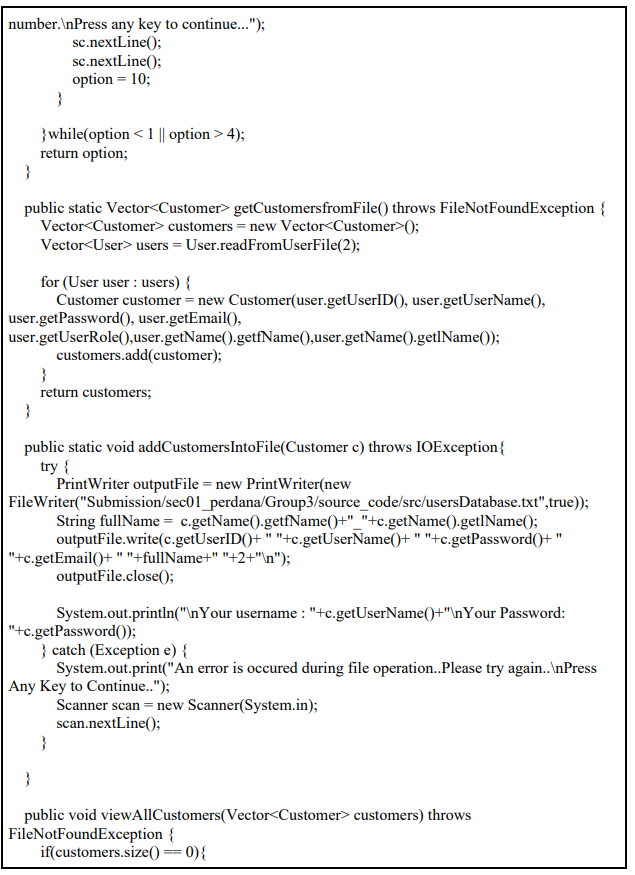 number.\nPress any key to continue...");
sc.nextLine();
sc.nextLine();
option = 10;
}
}while(option < 1 || option > 4);
return option;
}
public static Vector<Customer> getCustomersfromFile() throws FileNotFoundException {
Vector<Customer> customers = new Vector<Customer>();
Vector<User> users = User.readFromUserFile(2);
for (User user : users) {
Customer customer = new Customer(user.getUserID(), user.getUserName(),
user.getPassword(), user.getEmail(),
user.getUserRole(),user.getName().getfName(),user.getName().getlName());
customers.add(customer);
}
return customers;
}
public static void addCustomersIntoFile(Customer c) throws IOException{
try {
PrintWriter outputFile = new PrintWriter(new
FileWriter("Submission/sec01_perdana/Group3/source_code/src/usersDatabase.txt",true));
String fullName =  c.getName().getfName()+"_"+c.getName().getlName();
outputFile.write(c.getUserID()+ " "+c.getUserName()+ " "+c.getPassword()+ "
"+c.getEmail()+ " "+fullName+" "+2+"\n");
outputFile.close();
System.out.println("\nYour username : "+c.getUserName()+"\nYour Password:
"+c.getPassword());
} catch (Exception e) {
System.out.print("An error is occured during file operation..Please try again..\nPress
Any Key to Continue..");
Scanner scan = new Scanner(System.in);
scan.nextLine();
}
}
public void viewAllCustomers(Vector<Customer> customers) throws
FileNotFoundException {
if(customers.size() == 0){